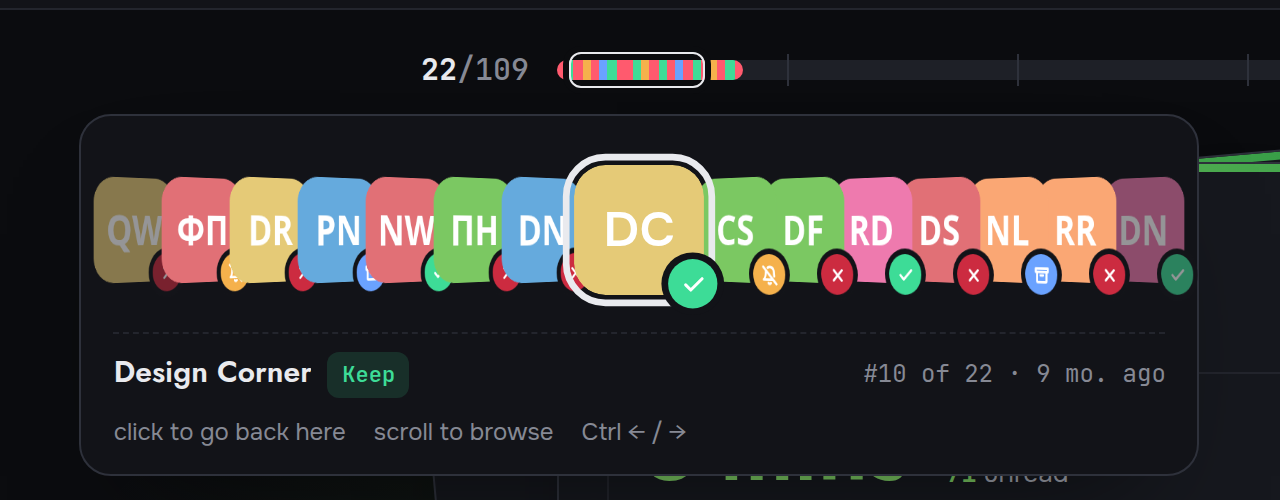 22/109
QW ФП DR PN NW ПН DN DC CS DF RD DS NL RR DN
Design Corner Keep #10 of 22 · 9 mo. ago
click to go back here scroll to browse Ctrl ← / →